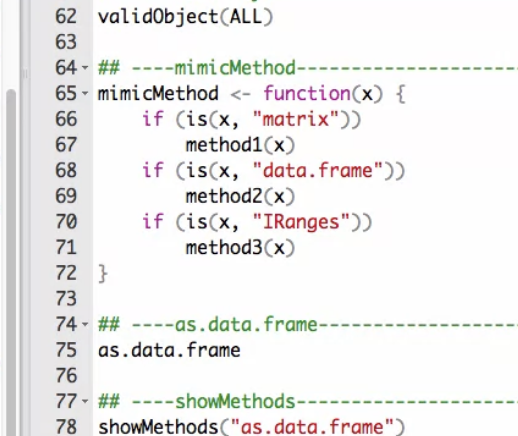 62 validObject(ALL)
63
64 ## ----mimicMethod----------------------
65 mimicMethod <- function(x) {
66     if (is(x, "matrix"))
67         method1(x)
68     if (is(x, "data.frame"))
69         method2(x)
70     if (is(x, "IRanges"))
71         method3(x)
72 }
73
74 ## ----as.data.frame--------------------
75 as.data.frame
76
77 ## ----showMethods----------------------
78 showMethods("as.data.frame")